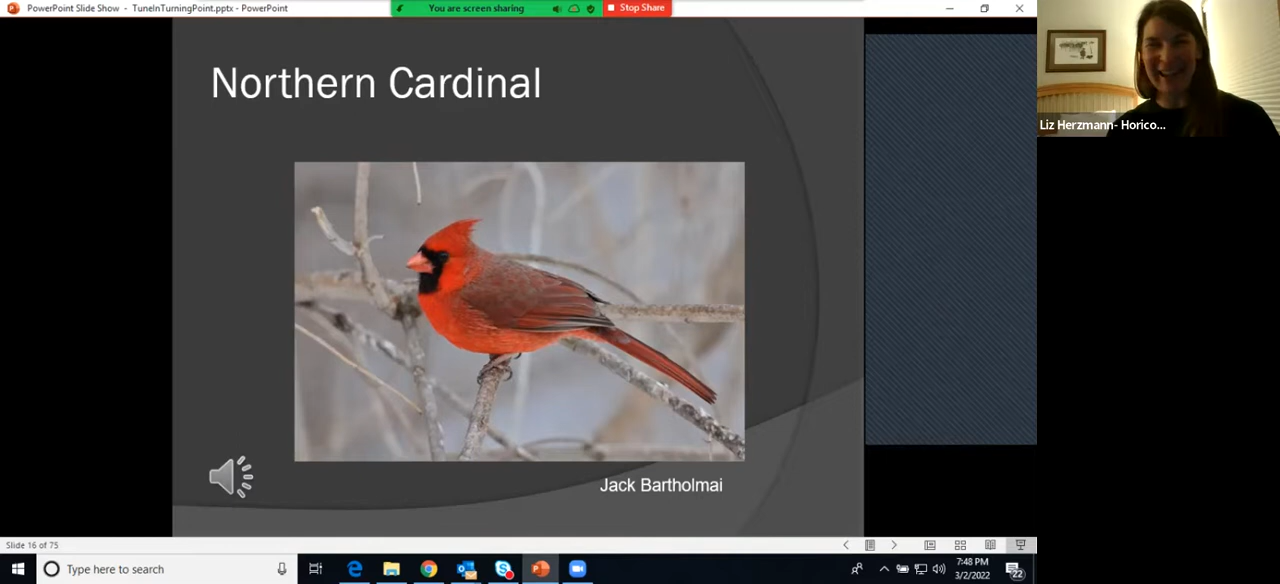 PowerPoint Slide Show - TuneInTurningPoint.pptx - PowerPoint
You are screen sharing
Stop Share
Northern Cardinal
Liz Herzmann- Horico...
Jack Bartholmai
Slide 16 of 75
Type here to search
7:48 PM
3/2/2022
22